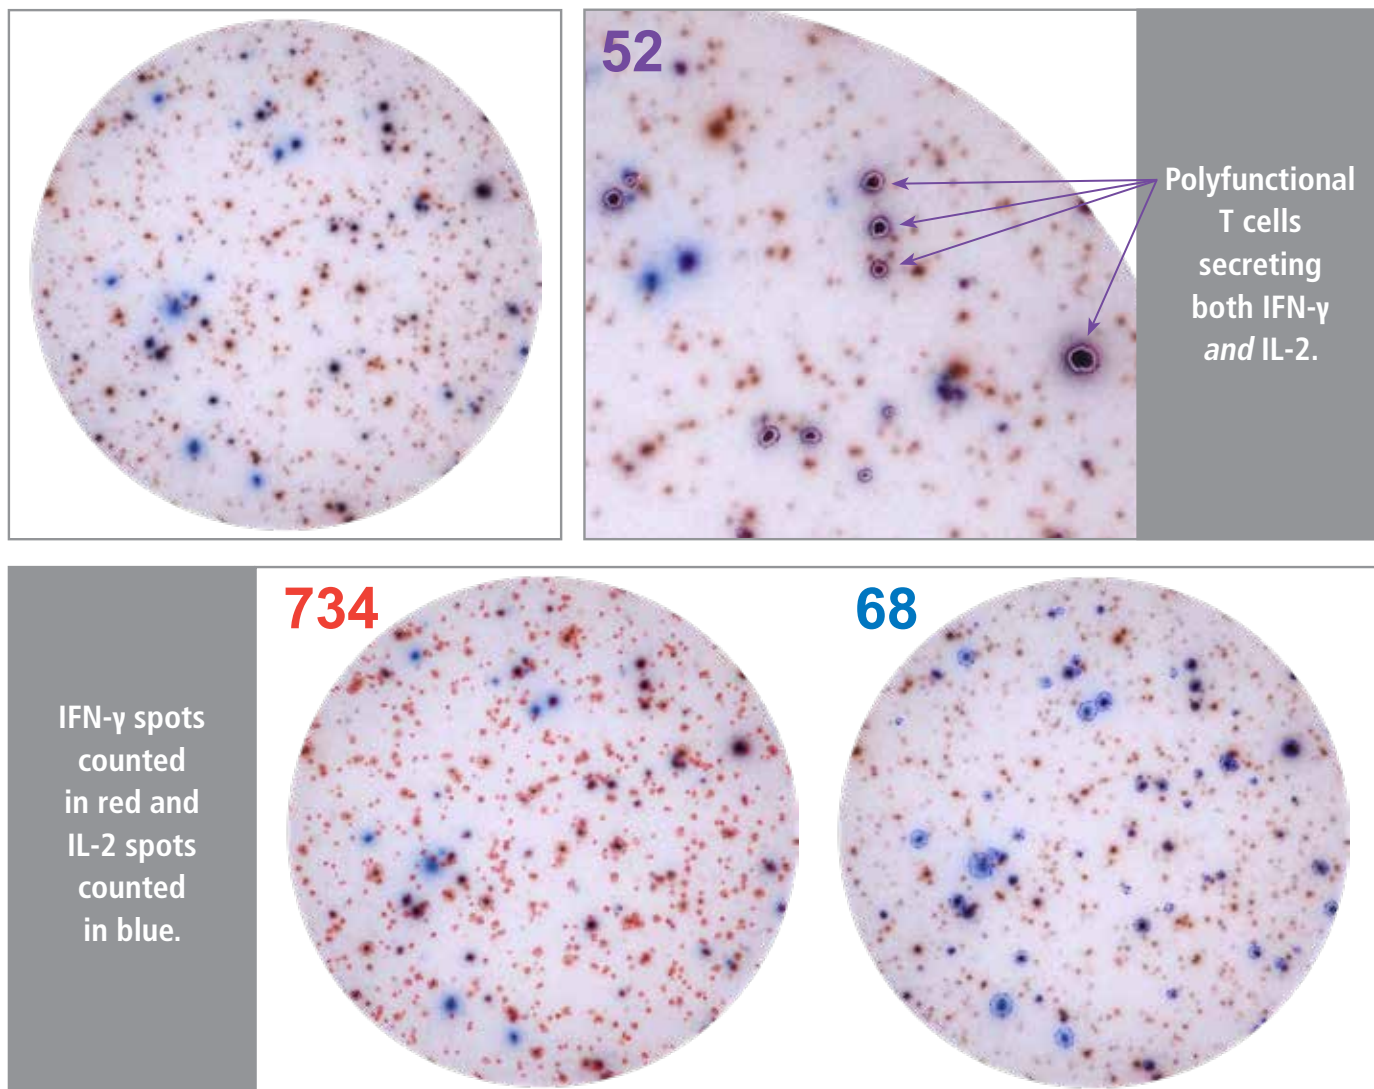 52
Polyfunctional
T cells
secreting
both IFN-γ
and IL-2.
734
68
IFN-γ spots
counted
in red and
IL-2 spots
counted
in blue.